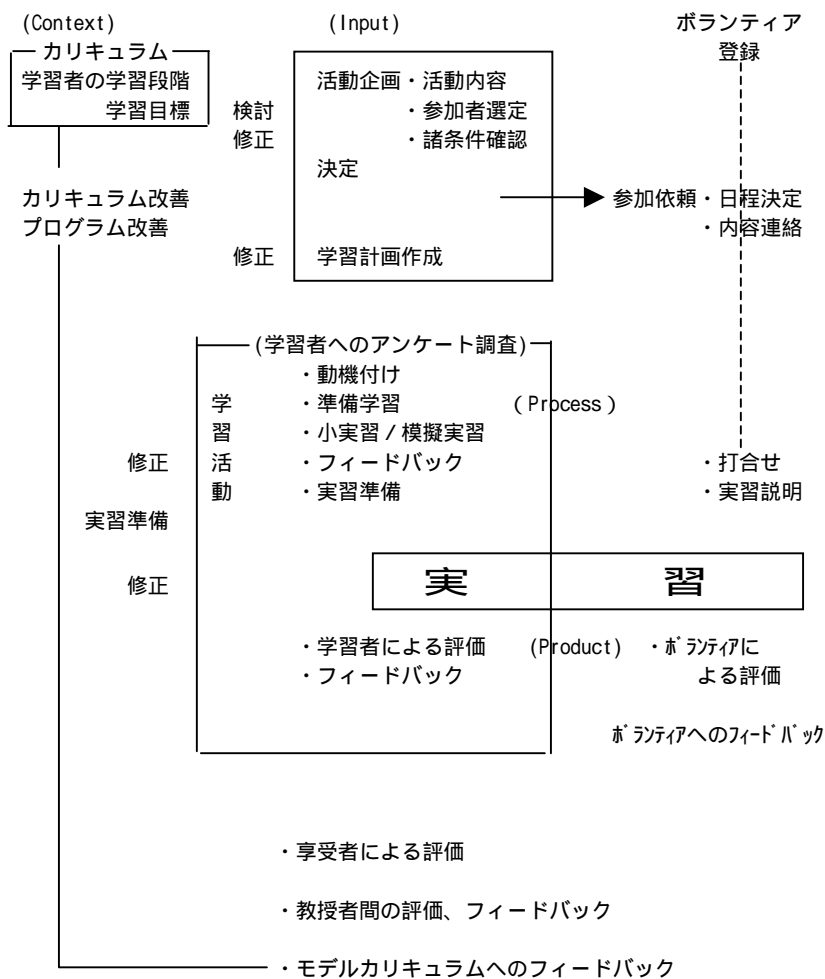 (Context) (Input) ボランティア
カリキュラム 登録
学習者の学習段階 活動企画・活動内容
学習目標 検討 ・参加者選定
修正 ・諸条件確認
決定
カリキュラム改善 参加依頼・日程決定
プログラム改善 ・内容連絡
修正 学習計画作成
(学習者へのアンケート調査)
・動機付け
学 ・準備学習 (Process)
習 ・小実習/模擬実習
修正 活 ・フィードバック ・打合せ
動 ・実習準備 ・実習説明
実習準備
修正 実 習
・学習者による評価 (Product) ・ボランティアに
・フィードバック よる評価
ボランティアへのフィードバック
・享受者による評価
・教授者間の評価、フィードバック
・モデルカリキュラムへのフィードバック